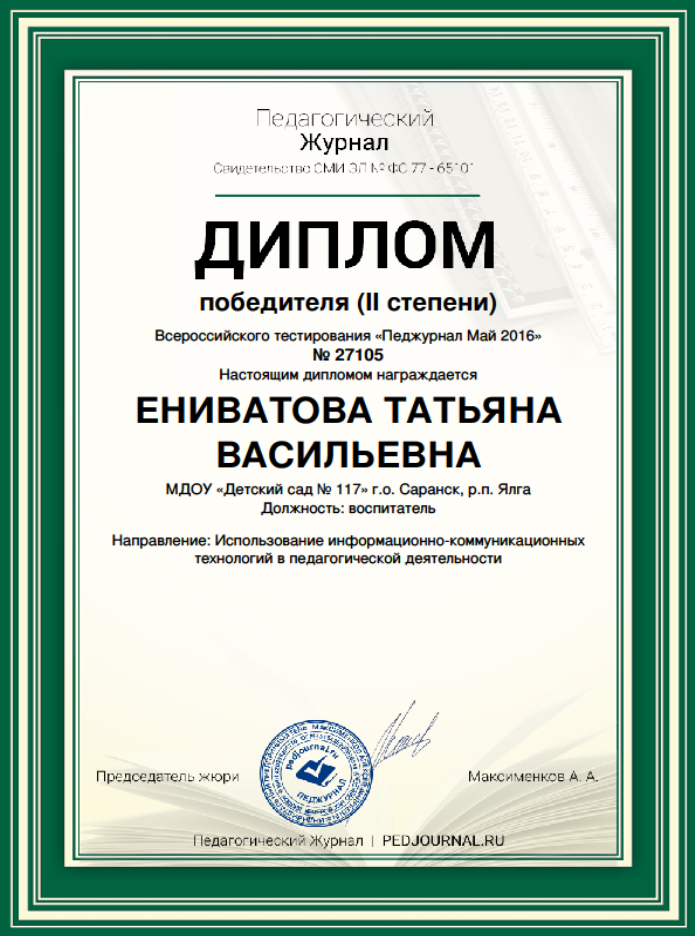 Педагогический
Журнал
Свидетельство СМИ ЭЛ № ФС 77 - 65101
ДИПЛОМ
победителя (II степени)
Всероссийского тестирования «Педжурнал Май 2016»
№ 27105
Настоящим дипломом награждается
ЕНИВАТОВА ТАТЬЯНА
ВАСИЛЬЕВНА
МДОУ «Детский сад № 117» г.о. Саранск, р.п. Ялга
Должность: воспитатель
Направление: Использование информационно-коммуникационных
технологий в педагогической деятельности
pedjournal.ru
ПЕДЖУРНАЛ
Председатель жюри
Максименков А. А.
Педагогический Журнал | PEDJOURNAL.RU